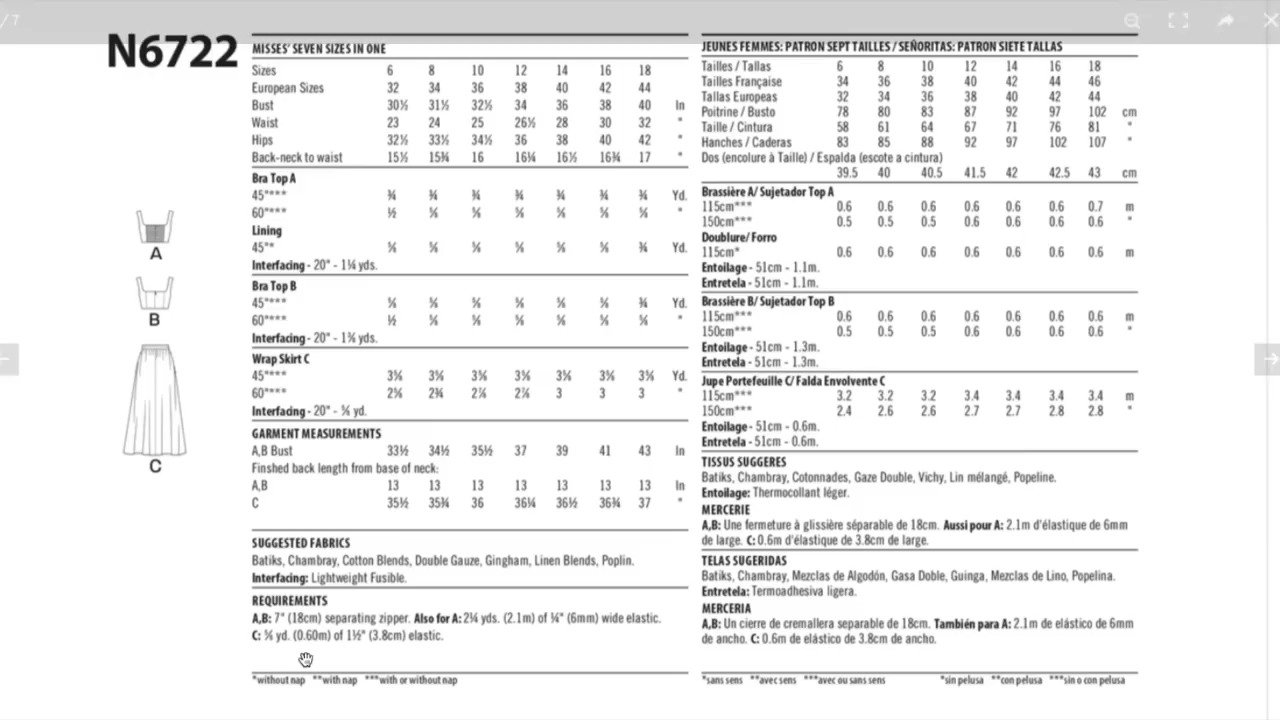 /7
N6722
A
B
C
MISSES' SEVEN SIZES IN ONE
Sizes 6 8 10 12 14 16 18
European Sizes 32 34 36 38 40 42 44
Bust 30½ 31½ 32½ 34 36 38 40 In
Waist 23 24 25 26½ 28 30 32 "
Hips 32½ 33½ 34½ 36 38 40 42 "
Back-neck to waist 15½ 15¾ 16 16¼ 16½ 16¾ 17 "
Bra Top A
45"*** ¾ ¾ ¾ ¾ ¾ ¾ ¾ Yd.
60"*** ½ ⅝ ⅝ ⅝ ⅝ ⅝ ⅝ "
Lining
45"* ⅝ ⅝ ⅝ ⅝ ⅝ ⅝ ¾ Yd.
Interfacing - 20" - 1¼ yds.
Bra Top B
45"*** ⅝ ⅝ ⅝ ⅝ ⅝ ⅝ ¾ Yd.
60"*** ½ ⅝ ⅝ ⅝ ⅝ ⅝ ⅝ "
Interfacing - 20" - yds.
Wrap Skirt C
45"*** Yd.
60"*** 2¾ 2⅞ 2⅞ 3 3 3 "
Interfacing - 20" - ⅝ yd.
GARMENT MEASUREMENTS
A,B Bust 33½ 34½ 35½ 37 39 41 43 In
Finshed back length from base of neck:
A,B 13 13 13 13 13 13 13 In
C 35½ 35¾ 36 36¼ 36½ 36¾ 37 "
SUGGESTED FABRICS
Batiks, Chambray, Cotton Blends, Double Gauze, Gingham, Linen Blends, Poplin.
Interfacing: Lightweight Fusible.
REQUIREMENTS
A,B: 7" (18cm) separating zipper. Also for A: 2¼ yds. (2.1m) of ¼" (6mm) wide elastic.
C: ⅝ yd. (0.60m) of 1½" (3.8cm) elastic.
*without nap **with nap ***with or without nap
JEUNES FEMMES: PATRON SEPT TAILLES / SEÑORITAS: PATRON SIETE TALLAS
Tailles / Tallas 6 8 10 12 14 16 18
Tailles Française 34 36 38 40 42 44 46
Tallas Europeas 32 34 36 38 40 42 44
Poitrine / Busto 78 80 83 87 92 97 102 cm
Taille / Cintura 58 61 64 67 71 76 81 "
Hanches / Caderas 83 85 88 92 97 102 107 "
Dos (encolure à Taille) / Espalda (escote a cintura)
39.5 40 40.5 41.5 42 42.5 43 cm
Brassière A/ Sujetador Top A
115cm*** 0.6 0.6 0.6 0.6 0.6 0.6 0.7 m
150cm*** 0.5 0.5 0.5 0.6 0.6 0.6 0.6 "
Doublure/ Forro
115cm* 0.6 0.6 0.6 0.6 0.6 0.6 0.6 m
Entoilage - 51cm - 1.1m.
Entretela - 51cm - 1.1m.
Brassière B/ Sujetador Top B
115cm*** 0.6 0.6 0.6 0.6 0.6 0.6 0.6 m
150cm*** 0.5 0.5 0.5 0.6 0.6 0.6 0.6 "
Entoilage - 51cm - 1.3m.
Entretela - 51cm - 1.3m.
Jupe Portefeuille C/ Falda Envolvente C
115cm*** 3.2 3.2 3.2 3.4 3.4 3.4 3.4 m
150cm*** 2.4 2.6 2.6 2.7 2.7 2.8 2.8 "
Entoilage - 51cm - 0.6m.
Entretela - 51cm - 0.6m.
TISSUS SUGGERES
Batiks, Chambray, Cotonnades, Gaze Double, Vichy, Lin mélangé, Popeline.
Entoilage: Thermocollant léger.
MERCERIE
A,B: Une fermeture à glissière séparable de 18cm. Aussi pour A: 2.1m d'élastique de 6mm
de large. C: 0.6m d'élastique de 3.8cm de large.
TELAS SUGERIDAS
Batiks, Chambray, Mezclas de Algodón, Gasa Doble, Guinga, Mezclas de Lino, Popelina.
Entretela: Termoadhesiva ligera.
MERCERIA
A,B: Un cierre de cremallera separable de 18cm. También para A: 2.1m de elástico de 6mm
de ancho. C: 0.6m de elástico de 3.8cm de ancho.
*sans sens **avec sens ***avec ou sans sens *sin pelusa **con pelusa ***sin o con pelusa